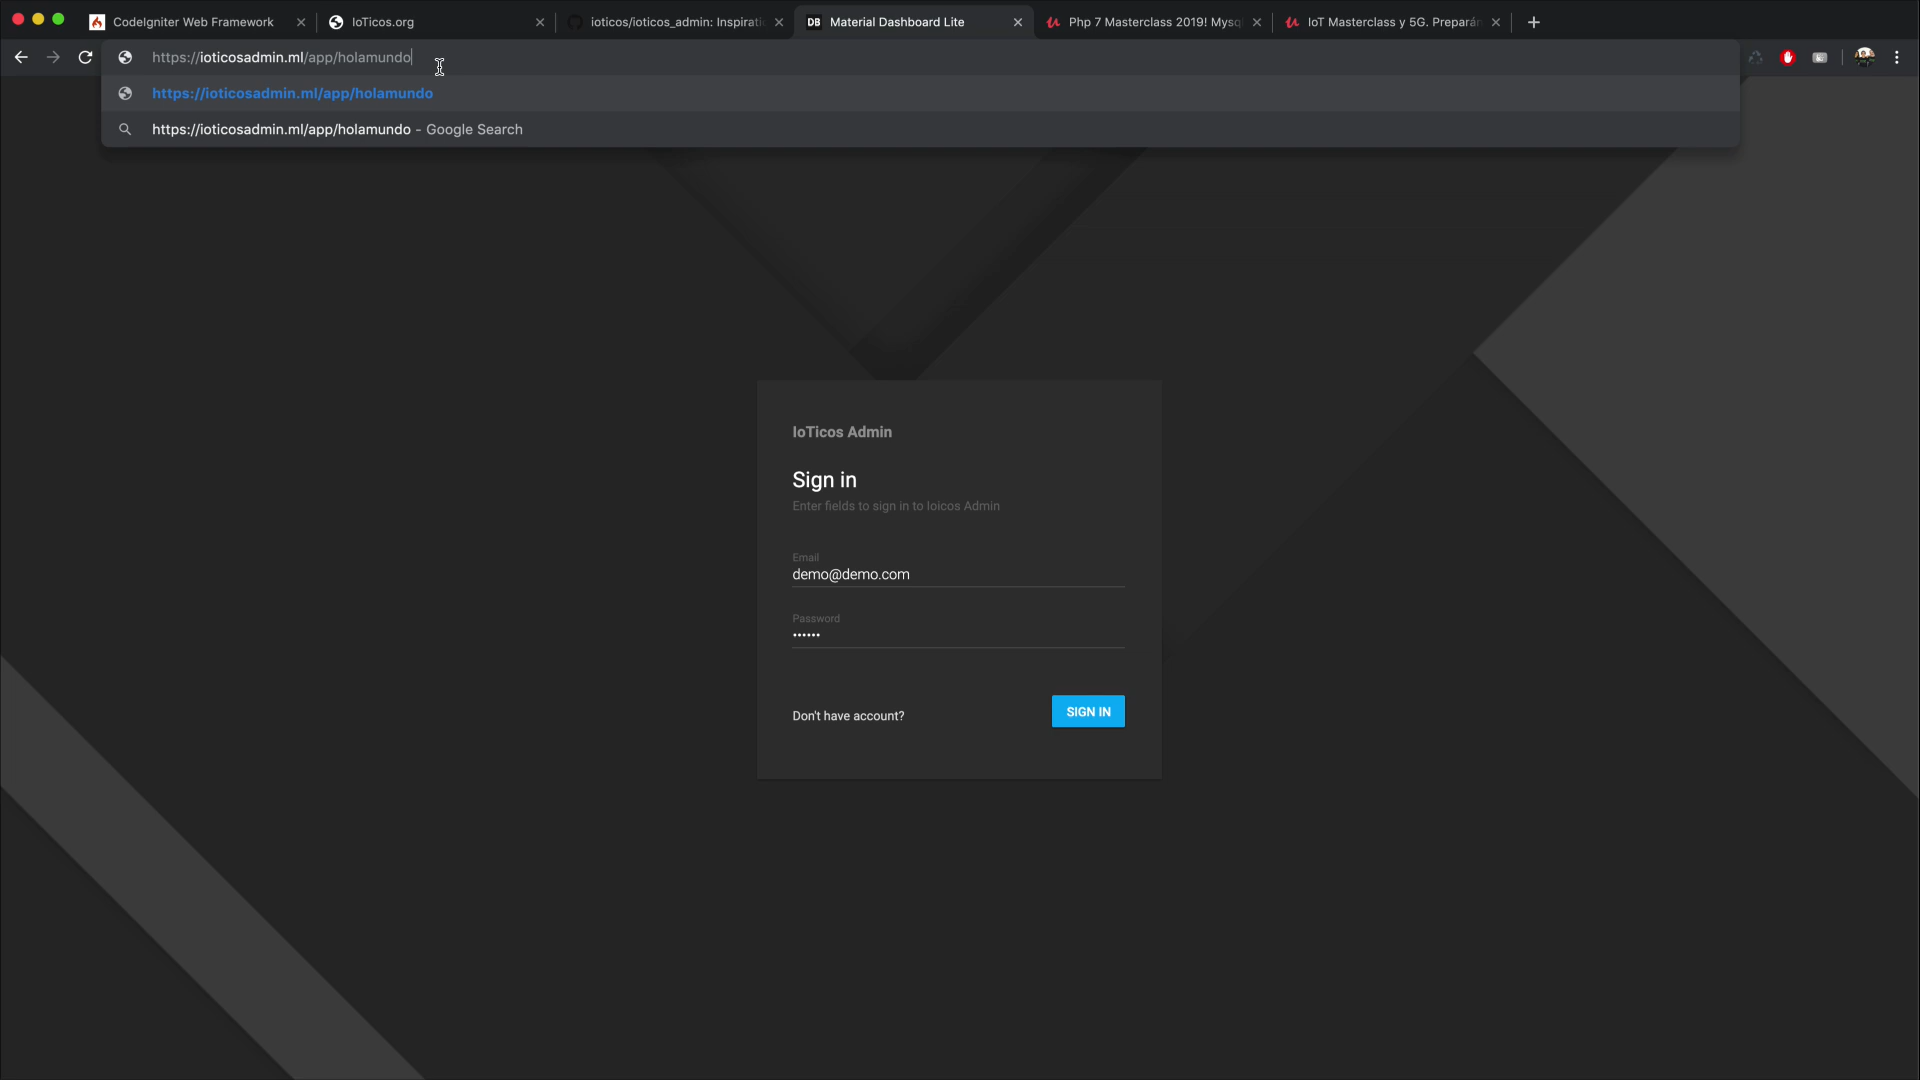 CodeIgniter Web Framework
IoTicos.org
ioticos/ioticos_admin: Inspirati
DB Material Dashboard Lite
Php 7 Masterclass 2019! Mysq
IoT Masterclass y 5G. Preparár
https://ioticosadmin.ml/app/holamundo
https://ioticosadmin.ml/app/holamundo
https://ioticosadmin.ml/app/holamundo - Google Search
IoTicos Admin
Sign in
Enter fields to sign in to Ioicos Admin
Email
demo@demo.com
Password
••••••
Don't have account?
SIGN IN